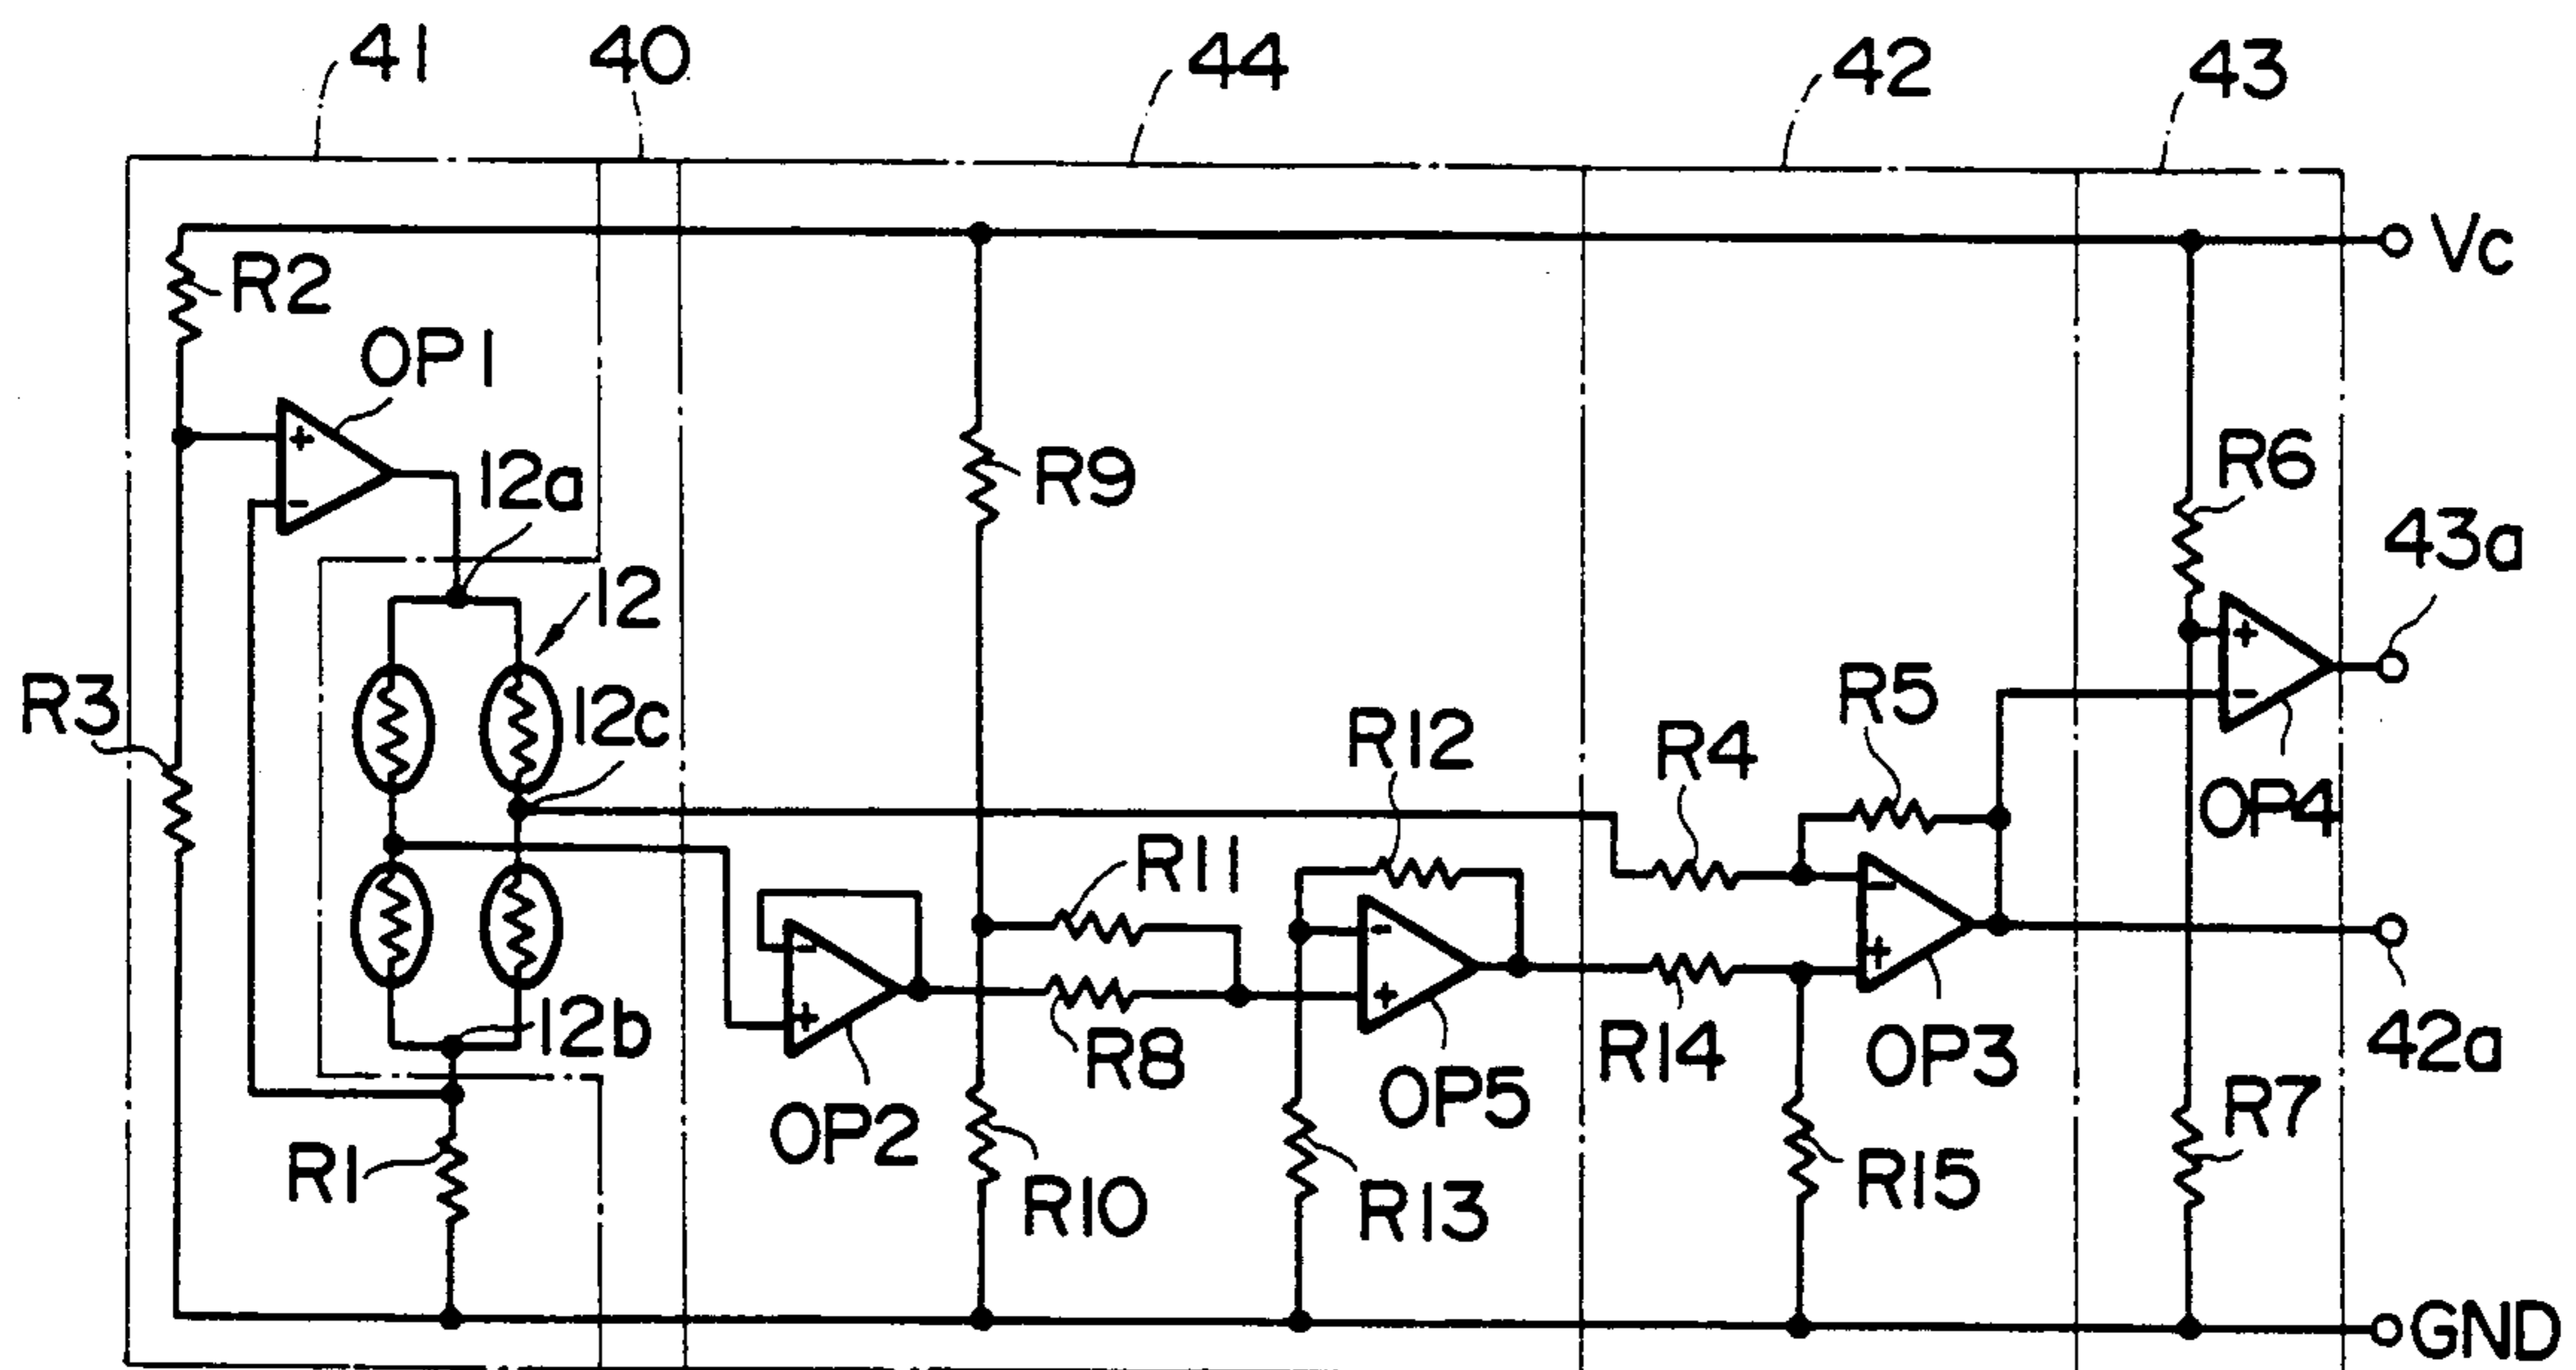 41
40
44
42
43
Vc
R2
OP1
12a
R9
R6
43a
12
R3
12c
R12
R4
R5
OP4
R11
12b
R8
R14
OP3
42a
OP2
OP5
R7
R1
R10
R13
R15
GND
+
-
-
+
-
+
-
+
+
-